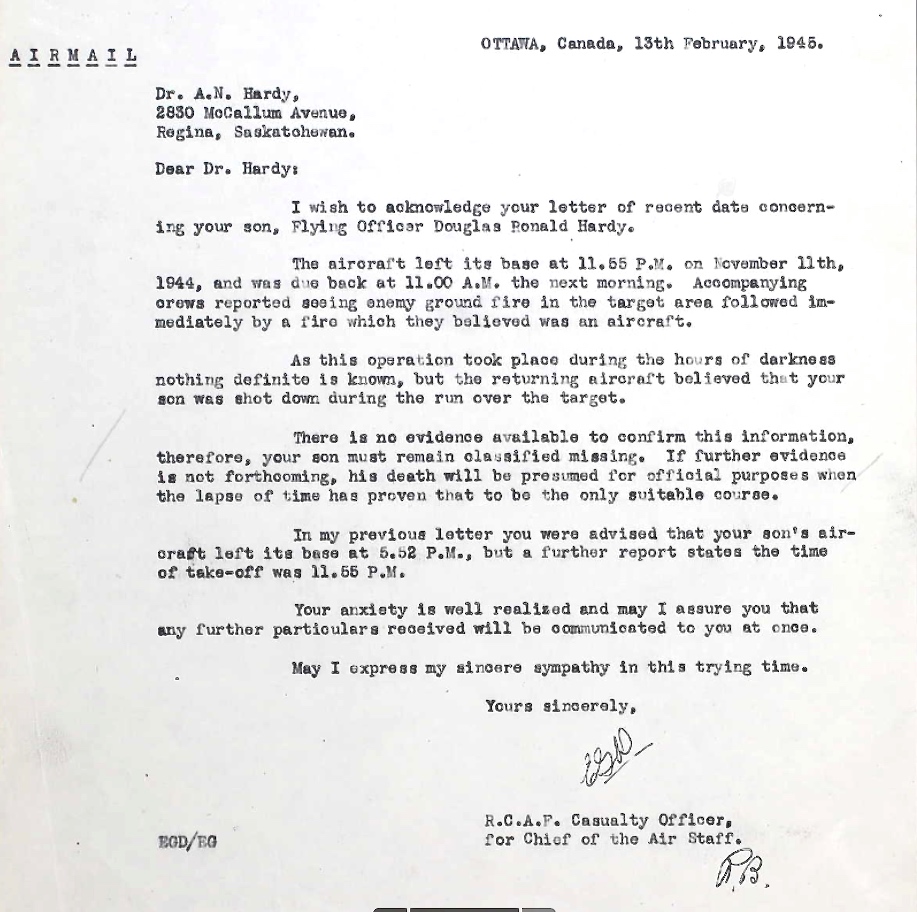 OTTAWA, Canada, 13th February, 1945.
AIRMAIL
Dr. A.N. Hardy,
2830 McCallum Avenue,
Regina, Saskatchewan.
Dear Dr. Hardy:
I wish to acknowledge your letter of recent date concern-
ing your son, Flying Officer Douglas Ronald Hardy.
The aircraft left its base at 11.55 P.M. on November 11th,
1944, and was due back at 11.00 A.M. the next morning. Accompanying
crews reported seeing enemy ground fire in the target area followed im-
mediately by a fire which they believed was an aircraft.
As this operation took place during the hours of darkness
nothing definite is known, but the returning aircraft believed that your
son was shot down during the run over the target.
There is no evidence available to confirm this information,
therefore, your son must remain classified missing. If further evidence
is not forthcoming, his death will be presumed for official purposes when
the lapse of time has proven that to be the only suitable course.
In my previous letter you were advised that your son's air-
craft left its base at 5.52 P.M., but a further report states the time
of take-off was 11.55 P.M.
Your anxiety is well realized and may I assure you that
any further particulars received will be communicated to you at once.
May I express my sincere sympathy in this trying time.
Yours sincerely,
EGD
R.C.A.F. Casualty Officer,
for Chief of the Air Staff.
EGD/EG
R.B.